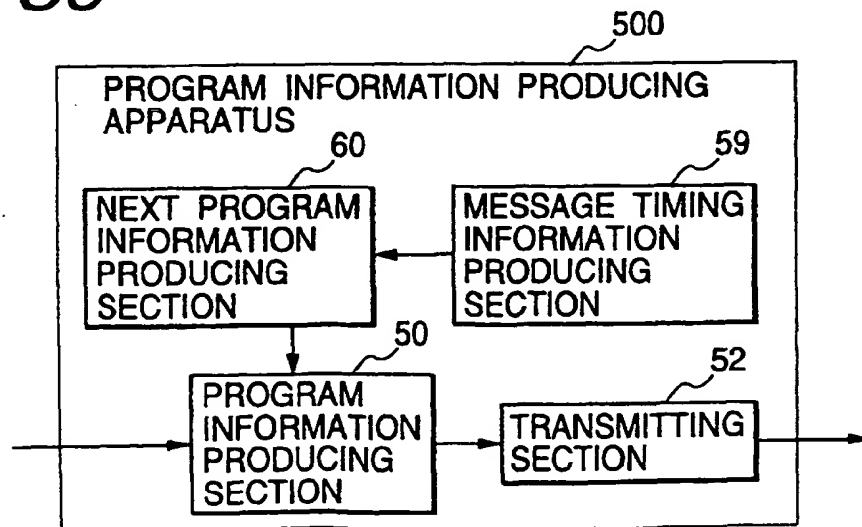 500
PROGRAM INFORMATION PRODUCING
APPARATUS
60
59
NEXT PROGRAM
INFORMATION
PRODUCING
SECTION
MESSAGE TIMING
INFORMATION
PRODUCING
SECTION
50
52
PROGRAM
INFORMATION
PRODUCING
SECTION
TRANSMITTING
SECTION